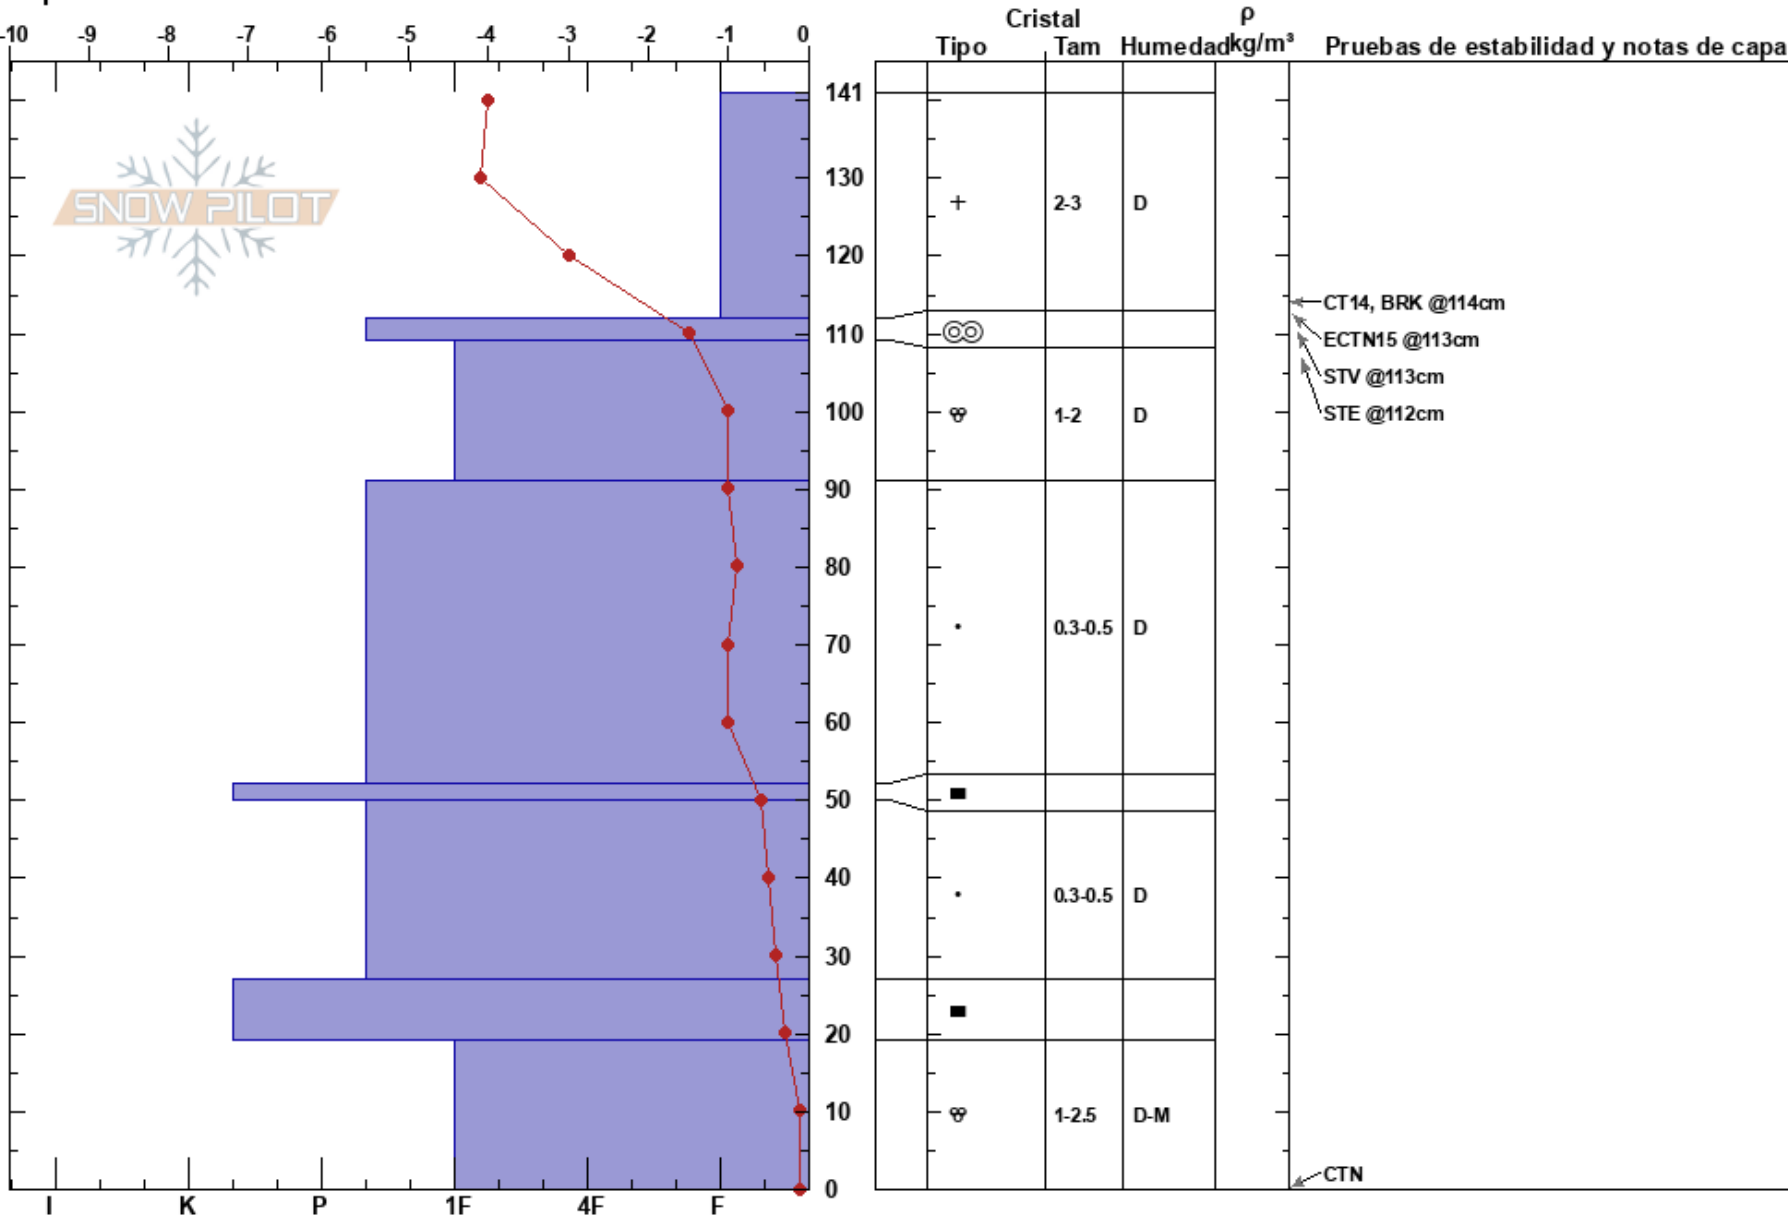 Cristal ρ
-10 -9 -8 -7 -6 -5 -4 -3 -2 -1 0 Tipo Tam Humedad kg/m³ Pruebas de estabilidad y notas de capa
141
130
SNOW PILOT
+ 2-3 D
120
CT14, BRK @114cm
110
ECTN15 @113cm
STV @113cm
100 1-2 D STE @112cm
90
80
70
0.3-0.5 D
60
50
40
0.3-0.5 D
30
20
10 1-2.5 D-M
CTN
0
I K P 1F 4F F